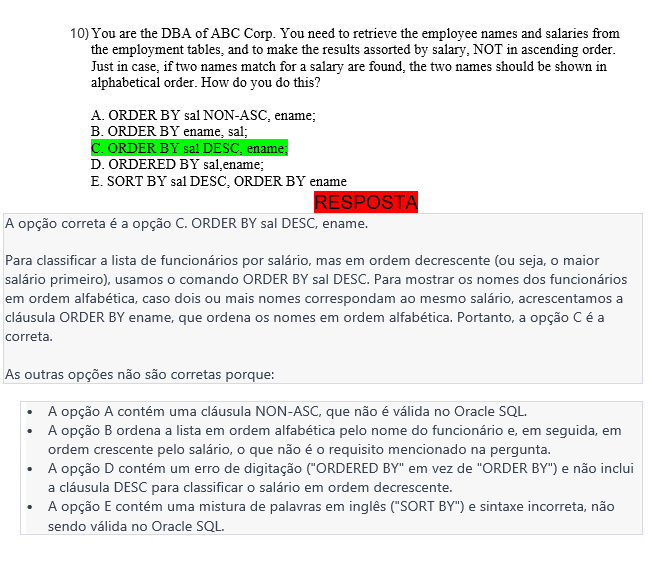 10) You are the DBA of ABC Corp. You need to retrieve the employee names and salaries from
the employment tables, and to make the results assorted by salary, NOT in ascending order.
Just in case, if two names match for a salary are found, the two names should be shown in
alphabetical order. How do you do this?
A. ORDER BY sal NON-ASC, ename;
B. ORDER BY ename, sal;
C. ORDER BY sal DESC, ename;
D. ORDERED BY sal,ename;
E. SORT BY sal DESC, ORDER BY ename
RESPOSTA
A opção correta é a opção C. ORDER BY sal DESC, ename.
Para classificar a lista de funcionários por salário, mas em ordem decrescente (ou seja, o maior
salário primeiro), usamos o comando ORDER BY sal DESC. Para mostrar os nomes dos funcionários
em ordem alfabética, caso dois ou mais nomes correspondam ao mesmo salário, acrescentamos a
cláusula ORDER BY ename, que ordena os nomes em ordem alfabética. Portanto, a opção C é a
correta.
As outras opções não são corretas porque:
• A opção A contém uma cláusula NON-ASC, que não é válida no Oracle SQL.
• A opção B ordena a lista em ordem alfabética pelo nome do funcionário e, em seguida, em
ordem crescente pelo salário, o que não é o requisito mencionado na pergunta.
• A opção D contém um erro de digitação ("ORDERED BY" em vez de "ORDER BY") e não inclui
a cláusula DESC para classificar o salário em ordem decrescente.
• A opção E contém uma mistura de palavras em inglês ("SORT BY") e sintaxe incorreta, não
sendo válida no Oracle SQL.